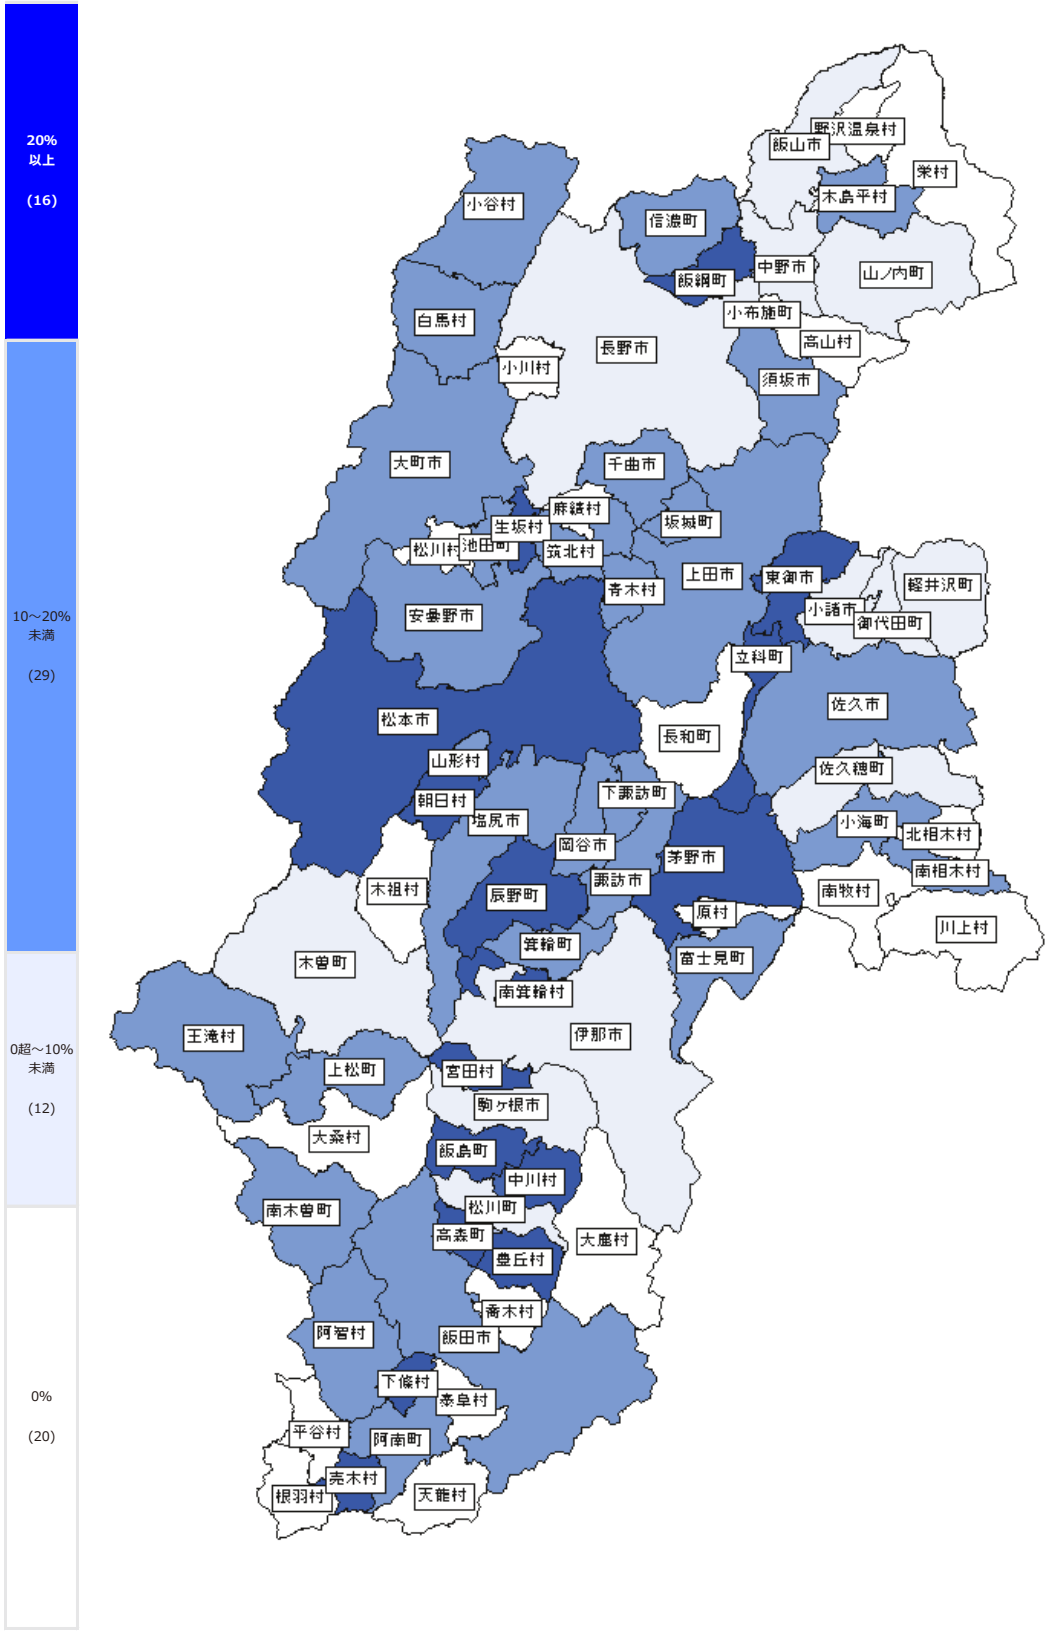 20%
以上
(16)
10～20%
未満
(29)
0超～10%
未満
(12)
0%
(20)
野沢温泉村
飯山市
栄村
木島平村
小谷村
信濃町
中野市
山ノ内町
飯綱町
小布施町
白馬村
高山村
長野市
小川村
須坂市
大町市
千曲市
麻績村
坂城町
生坂村
池田町
松川村
筑北村
上田市
東御市
軽井沢町
青木村
小諸市
安曇野市
御代田町
立科町
佐久市
松本市
長和町
山形村
佐久穂町
下諏訪町
朝日村
塩尻市
小海町
北相木村
岡谷市
茅野市
南相木村
諏訪市
木祖村
辰野町
南牧村
原村
川上村
箕輪町
富士見町
木曽町
南箕輪村
王滝村
伊那市
上松町
宮田村
駒ヶ根市
大桑村
飯島町
中川村
松川町
南木曽町
高森町
大鹿村
豊丘村
喬木村
阿智村
飯田市
下條村
泰阜村
平谷村
阿南町
売木村
根羽村
天龍村